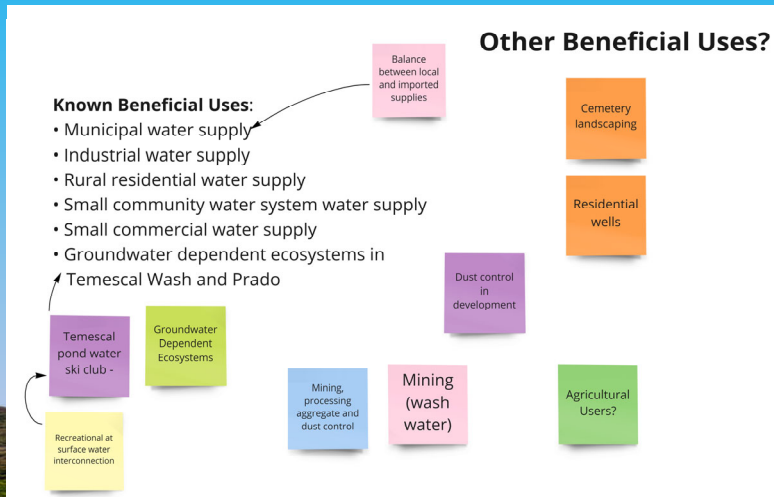 Other Beneficial Uses?
Balance
between local
and imported
supplies
Known Beneficial Uses:
• Municipal water supply
• Industrial water supply
• Rural residential water supply
• Small community water system water supply
• Small commercial water supply
• Groundwater dependent ecosystems in
Temescal Wash and Prado
Cemetery
landscaping
Residential
wells
Dust control
in
development
Temescal
pond water
ski club -
Groundwater
Dependent
Ecosystems
Mining,
processing
aggregate and
dust control
Mining
(wash
water)
Agricultural
Users?
Recreational at
surface water
interconnection